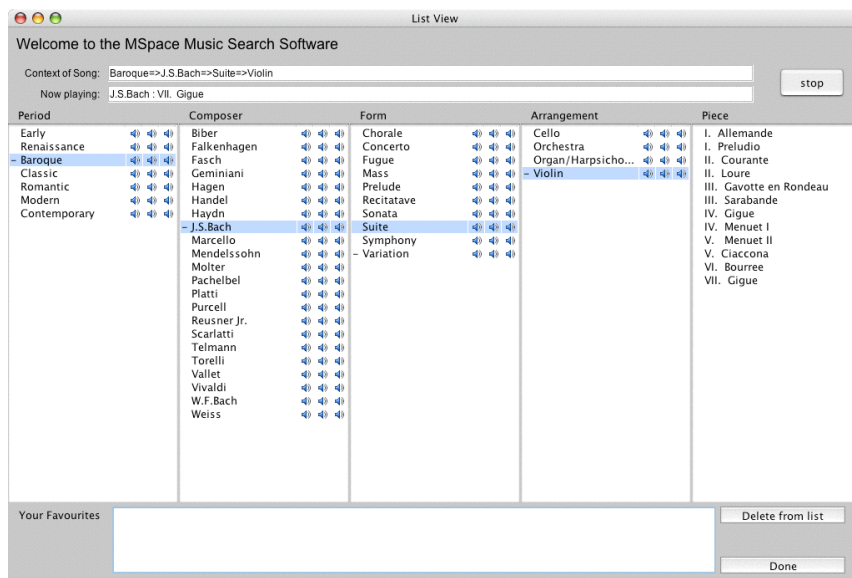 List View
Welcome to the MSpace Music Search Software
Context of Song: Baroque=>J.S.Bach=>Suite=>Violin
Now playing: J.S.Bach : VII. Gigue
stop
Period
Early
Renaissance
– Baroque
Classic
Romantic
Modern
Contemporary
Composer
Biber
Falkenhagen
Fasch
Geminiani
Hagen
Handel
Haydn
– J.S.Bach
Marcello
Mendelssohn
Molter
Pachelbel
Platti
Purcell
Reusner Jr.
Scarlatti
Telmann
Torelli
Vallet
Vivaldi
W.F.Bach
Weiss
Form
Chorale
Concerto
Fugue
Mass
Prelude
Recitatave
Sonata
Suite
Symphony
– Variation
Arrangement
Cello
Orchestra
Organ/Harpsicho...
– Violin
Piece
I. Allemande
I. Preludio
II. Courante
II. Loure
III. Gavotte en Rondeau
III. Sarabande
IV. Gigue
IV. Menuet I
V. Menuet II
V. Ciaccona
VI. Bourree
VII. Gigue
Your Favourites
Delete from list
Done